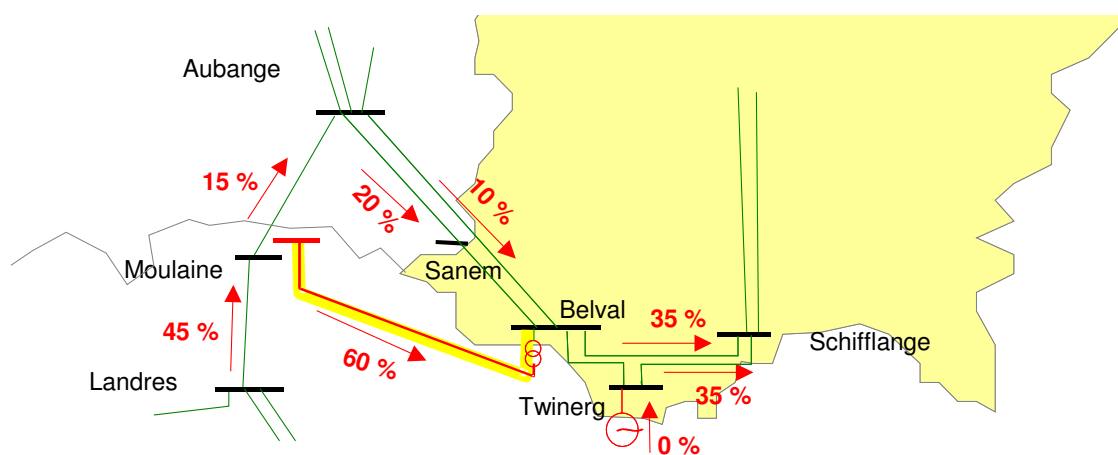 Aubange
15 %
20 %
10 %
Moulaine
Sanem
45 %
60 %
Belval
35 %
Schifflange
Landres
Twinerg
35 %
0 %